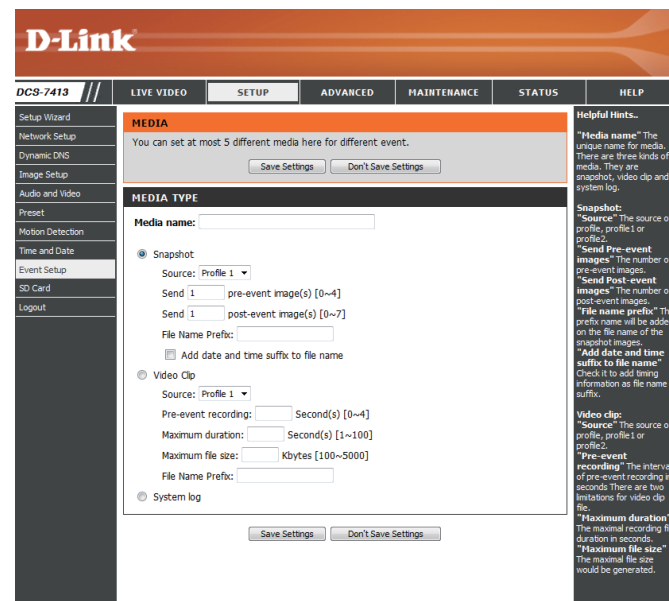 D-Link
DCS-7413 //
LIVE VIDEO
SETUP
ADVANCED
MAINTENANCE
STATUS
HELP
Setup Wizard
Network Setup
Dynamic DNS
Image Setup
Audio and Video
Preset
Motion Detection
Time and Date
Event Setup
SD Card
Logout
MEDIA
You can set at most 5 different media here for different event.
Save Settings
Don't Save Settings
MEDIA TYPE
Media name:
Snapshot
Source: Profile 1
Send 1 pre-event image(s) [0~4]
Send 1 post-event image(s) [0~7]
File Name Prefix:
Add date and time suffix to file name
Video Clip
Source: Profile 1
Pre-event recording: Second(s) [0~4]
Maximum duration: Second(s) [1~100]
Maximum file size: Kbytes [100~5000]
File Name Prefix:
System log
Save Settings
Don't Save Settings
Helpful Hints..
"Media name" The
unique name for media.
There are three kinds of
media. They are
snapshot, video clip and
system log.
Snapshot:
"Source" The source
profile, profile1 or
profile2.
"Send Pre-event
images" The number
pre-event images.
"Send Post-event
images" The number
post-event images.
"File name prefix"
prefix name will be
on the file name of the
snapshot images.
"Add date and time
suffix to file name"
Check it to add timing
information as file name
suffix.
Video clip:
"Source" The source
profile, profile1 or
profile2.
"Pre-event
recording" The
of pre-event recording
seconds There are two
limitations for video clip
file.
"Maximum duration"
The maximal recording
duration in seconds.
"Maximum file size"
The maximal file size
would be generated.